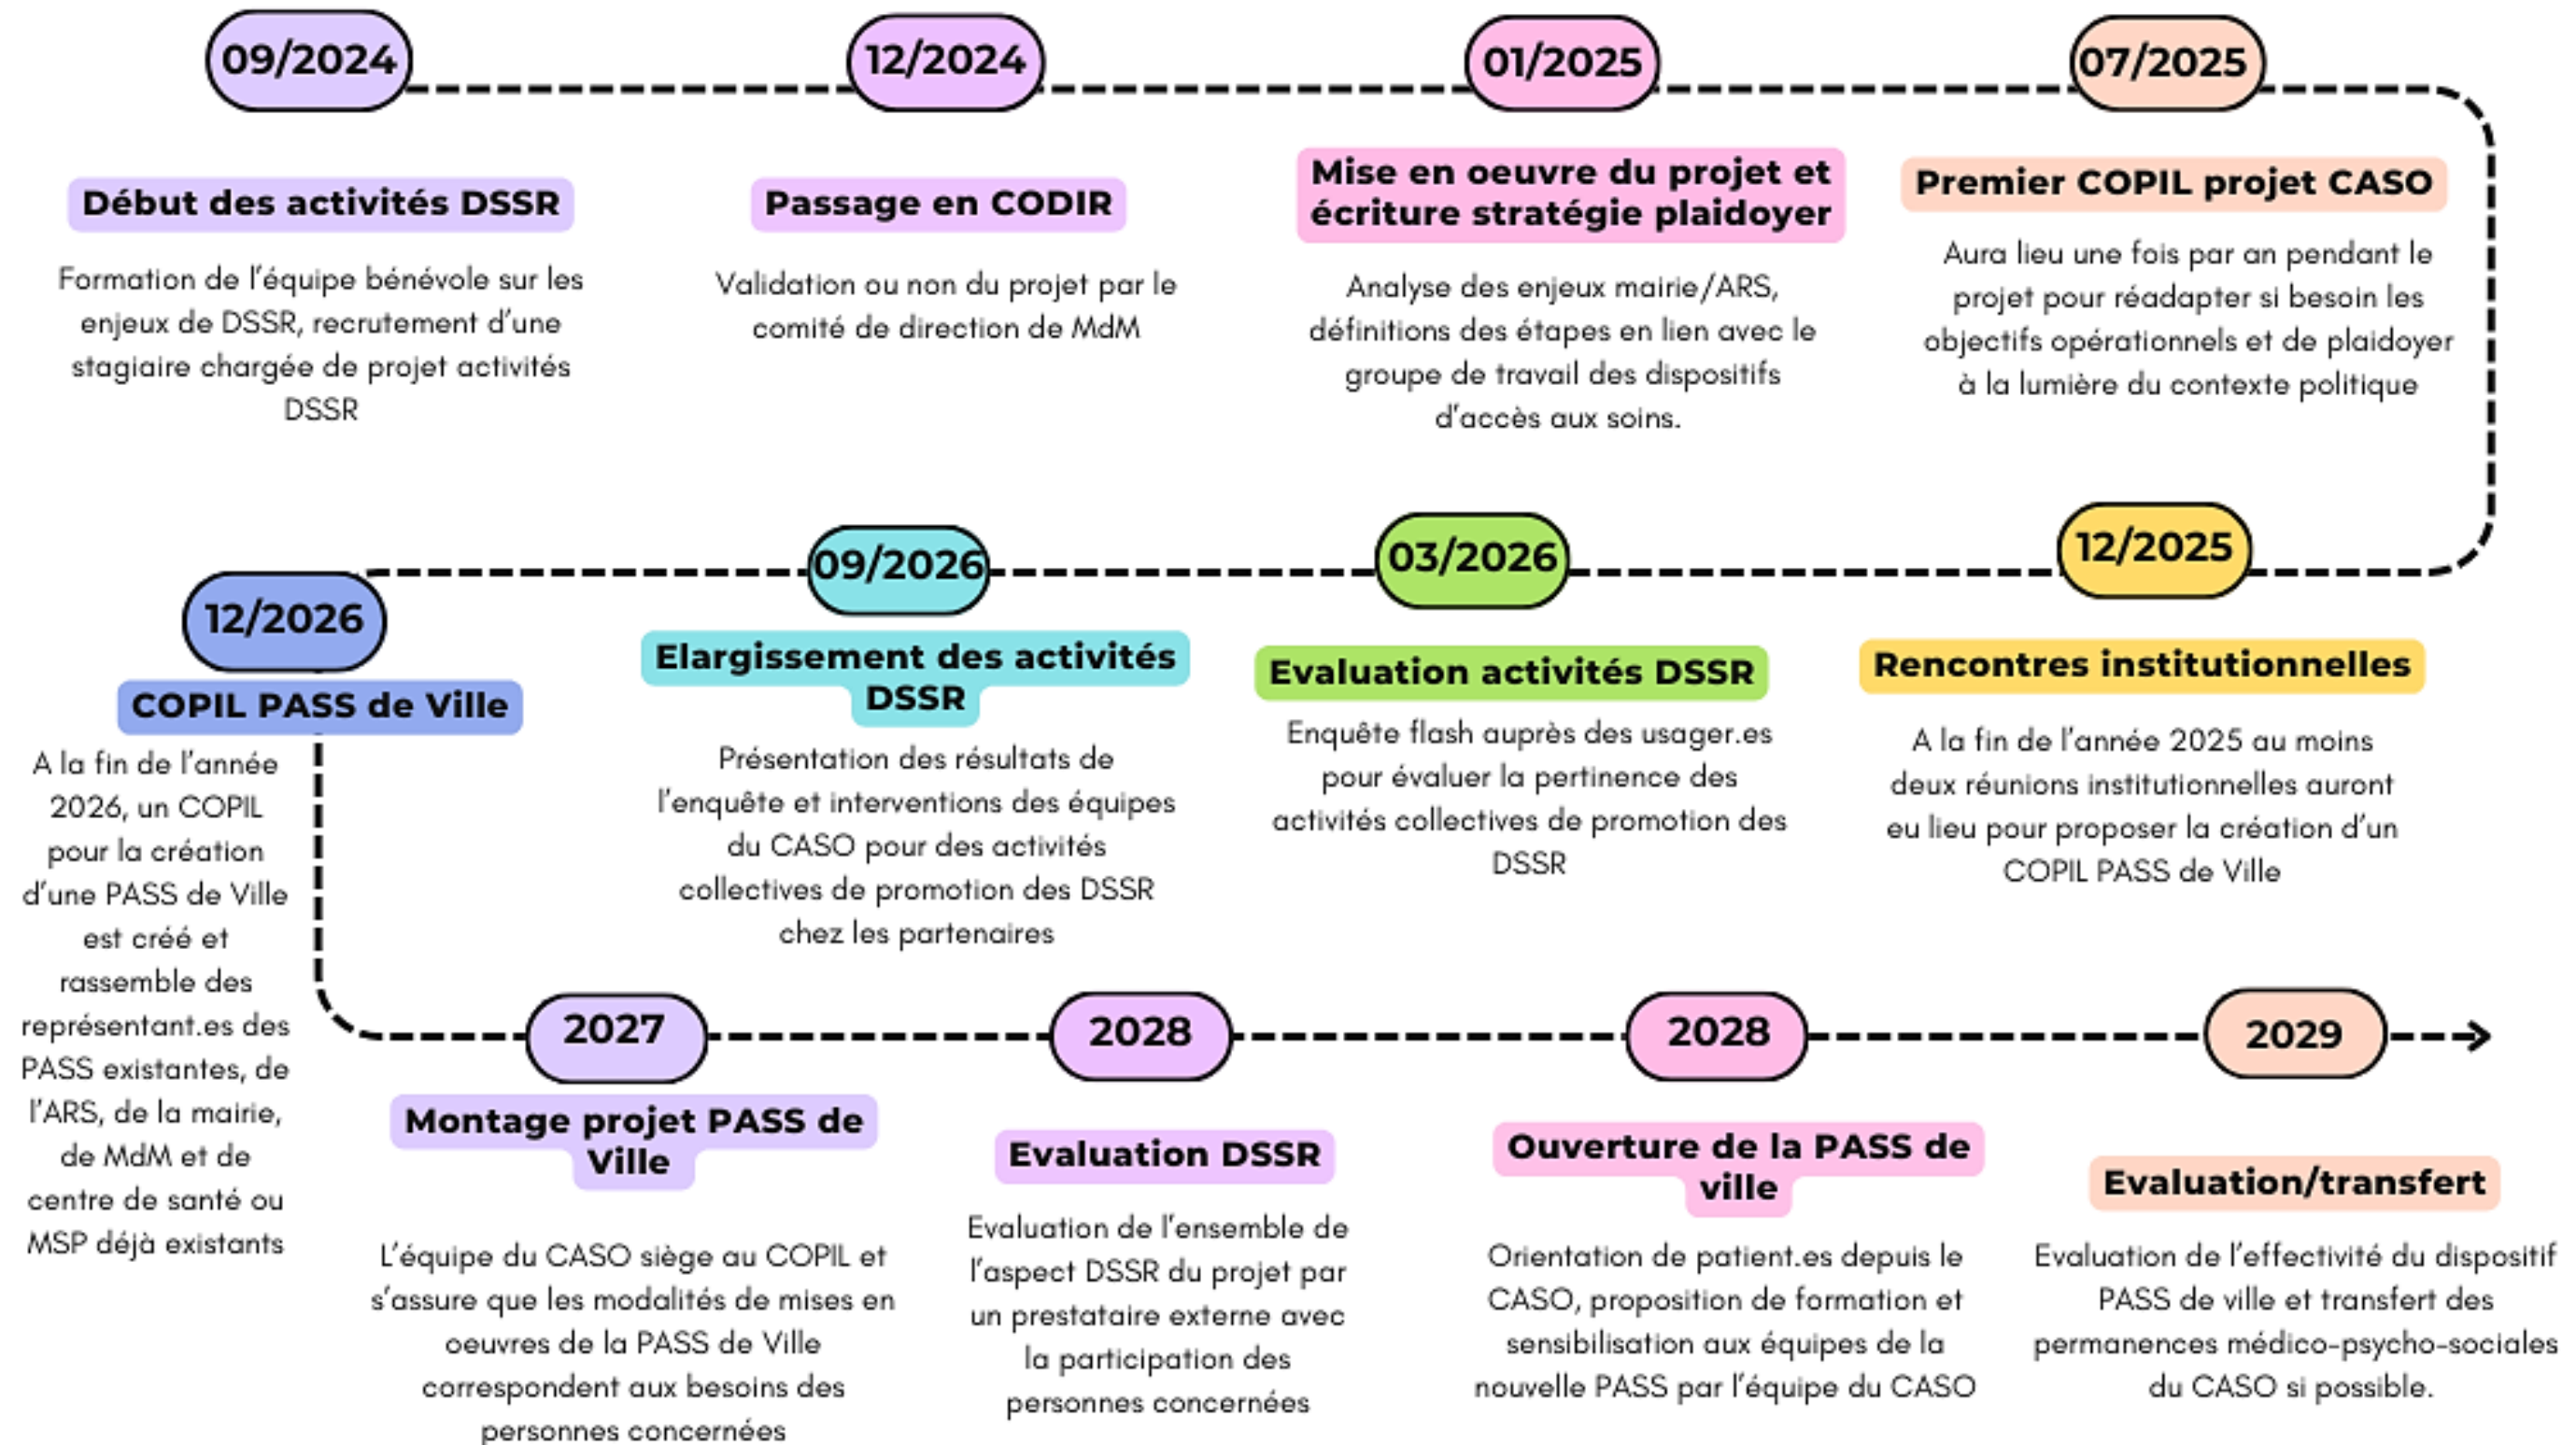 09/2024
Début des activités DSSR
Formation de l'équipe bénévole sur les
enjeux de DSSR, recrutement d'une
stagiaire chargée de projet activités
DSSR
12/2024
Passage en CODIR
Validation ou non du projet par le
comité de direction de MdM
01/2025
Mise en oeuvre du projet et
écriture stratégie plaidoyer
Analyse des enjeux mairie/ARS,
définitions des étapes en lien avec le
groupe de travail des dispositifs
d'accès aux soins.
07/2025
Premier COPIL projet CASO
Aura lieu une fois par an pendant le
projet pour réadapter si besoin les
objectifs opérationnels et de plaidoyer
à la lumière du contexte politique
12/2025
Rencontres institutionnelles
A la fin de l'année 2025 au moins
deux réunions institutionnelles auront
eu lieu pour proposer la création d'un
COPIL PASS de Ville
03/2026
Evaluation activités DSSR
Enquête flash auprès des usager.es
pour évaluer la pertinence des
activités collectives de promotion des
DSSR
09/2026
Elargissement des activités
DSSR
Présentation des résultats de
l'enquête et interventions des équipes
du CASO pour des activités
collectives de promotion des DSSR
chez les partenaires
12/2026
COPIL PASS de Ville
A la fin de l'année
2026, un COPIL
pour la création
d'une PASS de Ville
est créé et
rassemble des
représentant.es des
PASS existantes, de
l'ARS, de la mairie,
de MdM et de
centre de santé ou
MSP déjà existants
2027
Montage projet PASS de
Ville
L'équipe du CASO siège au COPIL et
s'assure que les modalités de mises en
oeuvres de la PASS de Ville
correspondent aux besoins des
personnes concernées
2028
Evaluation DSSR
Evaluation de l'ensemble de
l'aspect DSSR du projet par
un prestataire externe avec
la participation des
personnes concernées
2028
Ouverture de la PASS de
ville
Orientation de patient.es depuis le
CASO, proposition de formation et
sensibilisation aux équipes de la
nouvelle PASS par l'équipe du CASO
2029
Evaluation/transfert
Evaluation de l'effectivité du dispositif
PASS de ville et transfert des
permanences médico-psycho-sociales
du CASO si possible.